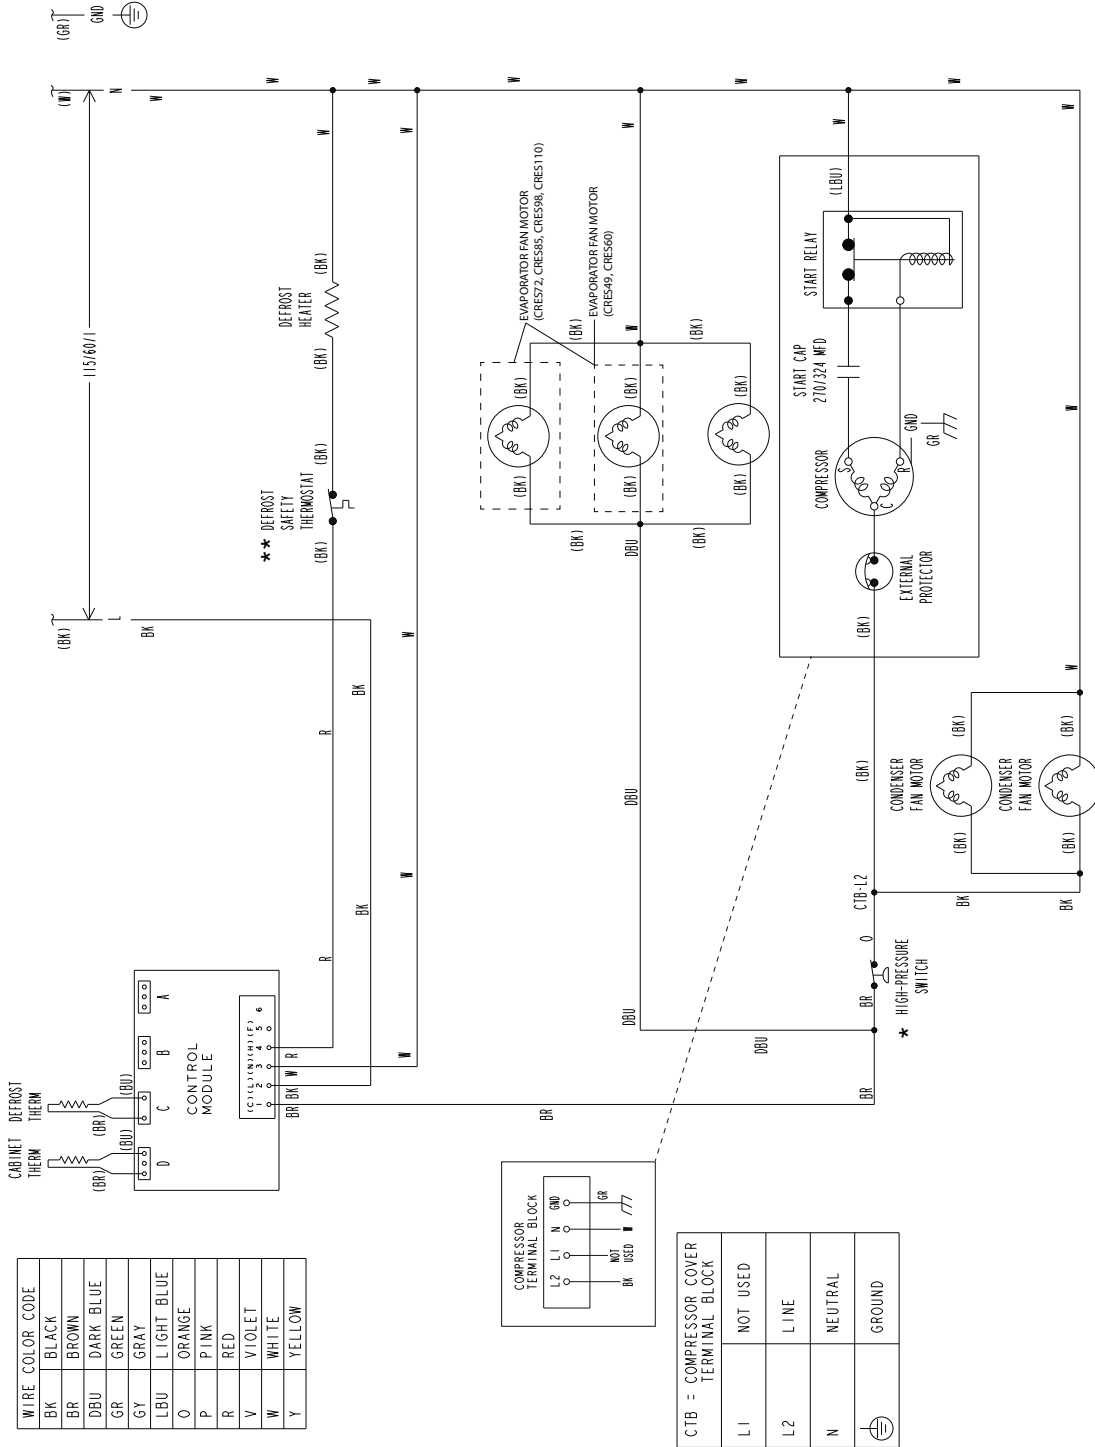 (GR)
GND
(W)
N
W
W
W
W
W
W
115/60/1
(BK)
L
BK
W
(BK)
DEFROST
HEATER
(BK)
(BK)
** DEFROST
SAFETY
THERMOSTAT
(BK)
R
R
W
W
W
BK
BK
EVAPORATOR FAN MOTOR
(CRES72, CRES85, CRES98, CRES110)
EVAPORATOR FAN MOTOR
(CRES49, CRES60)
W
W
(BK)
(BK)
(BK)
(BK)
(BK)
(BK)
(BK)
(BK)
(BK)
(BK)
DBU
DBU
DBU
DBU
W
(LBU)
START RELAY
START CAP
270/324 MFD
COMPRESSOR
S
R
C
GND
GR
EXTERNAL
PROTECTOR
(BK)
(BK)
W
W
W
CONDENSER
FAN MOTOR
(BK)
(BK)
CONDENSER
FAN MOTOR
(BK)
(BK)
CTB-L2
BK
BK
O
* HIGH-PRESSURE
SWITCH
BR
BR
BR
CABINET
THERM
DEFROST
THERM
(BR)
(BU)
(BR)
(BU)
D
C
B
A
CONTROL
MODULE
(C) (L) (N) (H) (F)
1 2 3 4 5 6
BR BK W R
COMPRESSOR
TERMINAL BLOCK
L2 L1 N GND
BK
NOT
USED
W
GR
WIRE COLOR CODE
BK BLACK
BR BROWN
DBU DARK BLUE
GR GREEN
GY GRAY
LBU LIGHT BLUE
O ORANGE
P PINK
R RED
V VIOLET
W WHITE
Y YELLOW
CTB = COMPRESSOR COVER
TERMINAL BLOCK
L1 NOT USED
L2 LINE
N NEUTRAL
GROUND